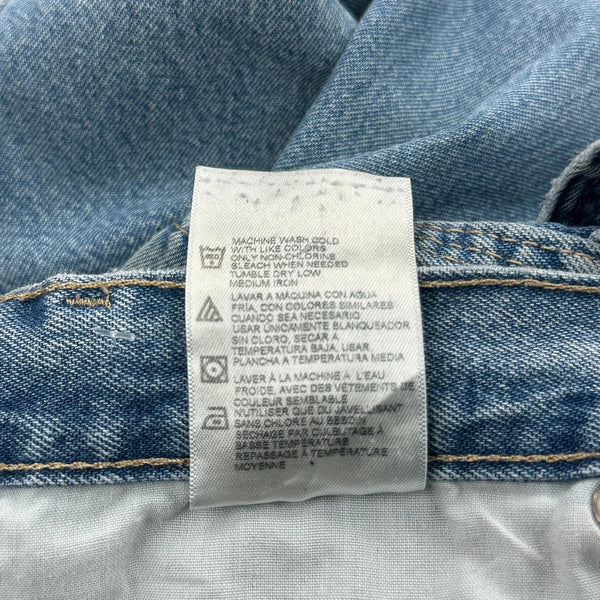 MACHINE WASH COLD
WITH LIKE COLORS
ONLY NON-CHLORINE
BLEACH WHEN NEEDED
TUMBLE DRY LOW
MEDIUM IRON
LAVAR A MAQUINA CON AGUA
FRÍA, CON COLORES SIMILARES
CUANDO SEA NECESARIO
USAR ÚNICAMENTE BLANQUEADOR
SIN CLORO, SECAR A
TEMPERATURA BAJA, USAR
PLANCHA A TEMPERATURA MEDIA
LAVER À LA MACHINE A L'EAU
FROIDE, AVEC DES VÊTEMENTS DE
COULEUR SEMBLABLE
N'UTILISER QUE DU JAVELLISANT
SANS CHLORE AU BESOIN
SÉCHAGE PAR CULBUTAGE À
BASSE TEMPÉRATURE
REPASSAGE À TEMPÉRATURE
MOYENNE